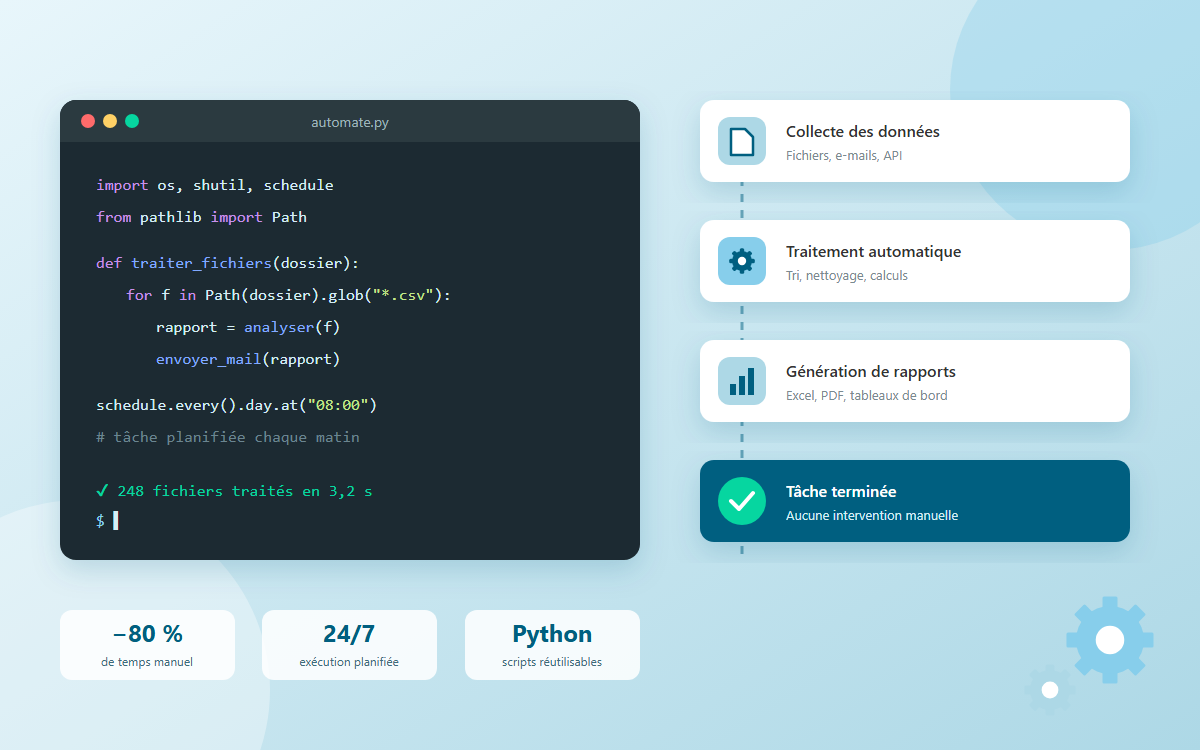 automate.py
import os, shutil, schedule
from pathlib import Path
def traiter_fichiers(dossier):
for f in Path(dossier).glob("*.csv"):
rapport = analyser(f)
envoyer_mail(rapport)
schedule.every().day.at("08:00")
# tâche planifiée chaque matin
✓ 248 fichiers traités en 3,2 s
$
Collecte des données
Fichiers, e-mails, API
Traitement automatique
Tri, nettoyage, calculs
Génération de rapports
Excel, PDF, tableaux de bord
Tâche terminée
Aucune intervention manuelle
−80 %
de temps manuel
24/7
exécution planifiée
Python
scripts réutilisables